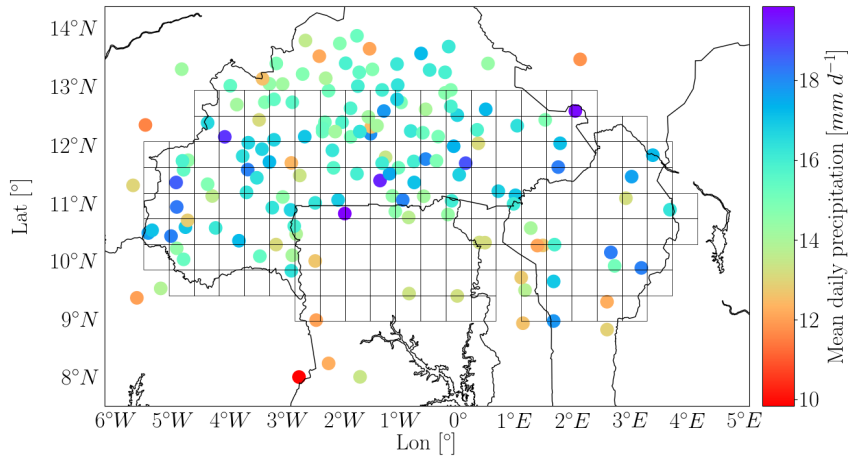 14°N
13°N
12°N
11°N
10°N
9°N
8°N
Lat [°]
6°W 5°W 4°W 3°W 2°W 1°W 0° 1°E 2°E 3°E 4°E 5°E
Lon [°]
18
16
14
12
10
Mean daily precipitation [mm d⁻¹]